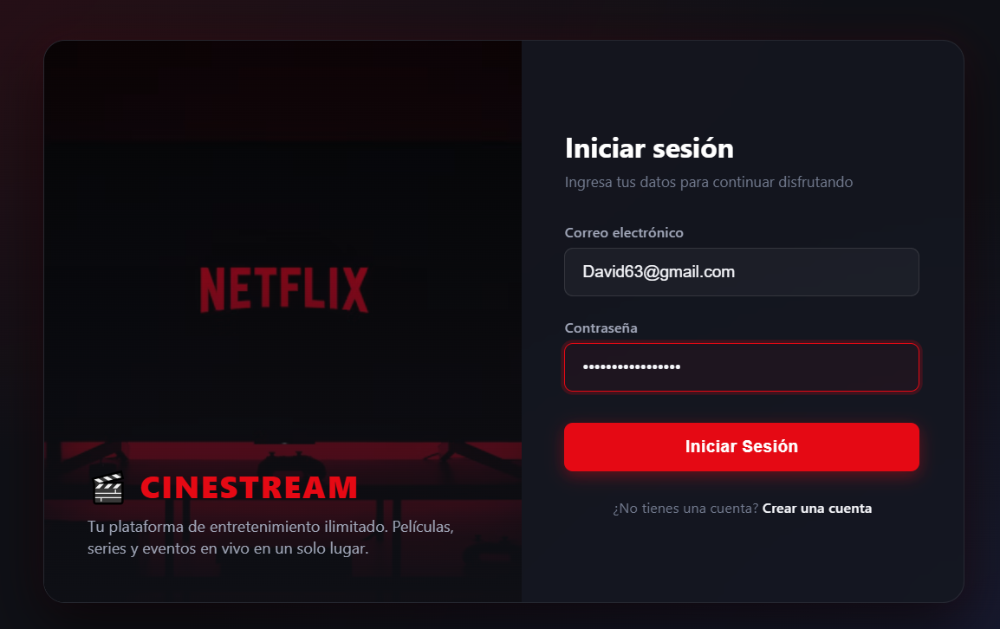 NETFLIX
CINESTREAM
Tu plataforma de entretenimiento ilimitado. Películas,
series y eventos en vivo en un solo lugar.
Iniciar sesión
Ingresa tus datos para continuar disfrutando
Correo electrónico
David63@gmail.com
Contraseña
•••••••••••••••••
Iniciar Sesión
¿No tienes una cuenta? Crear una cuenta